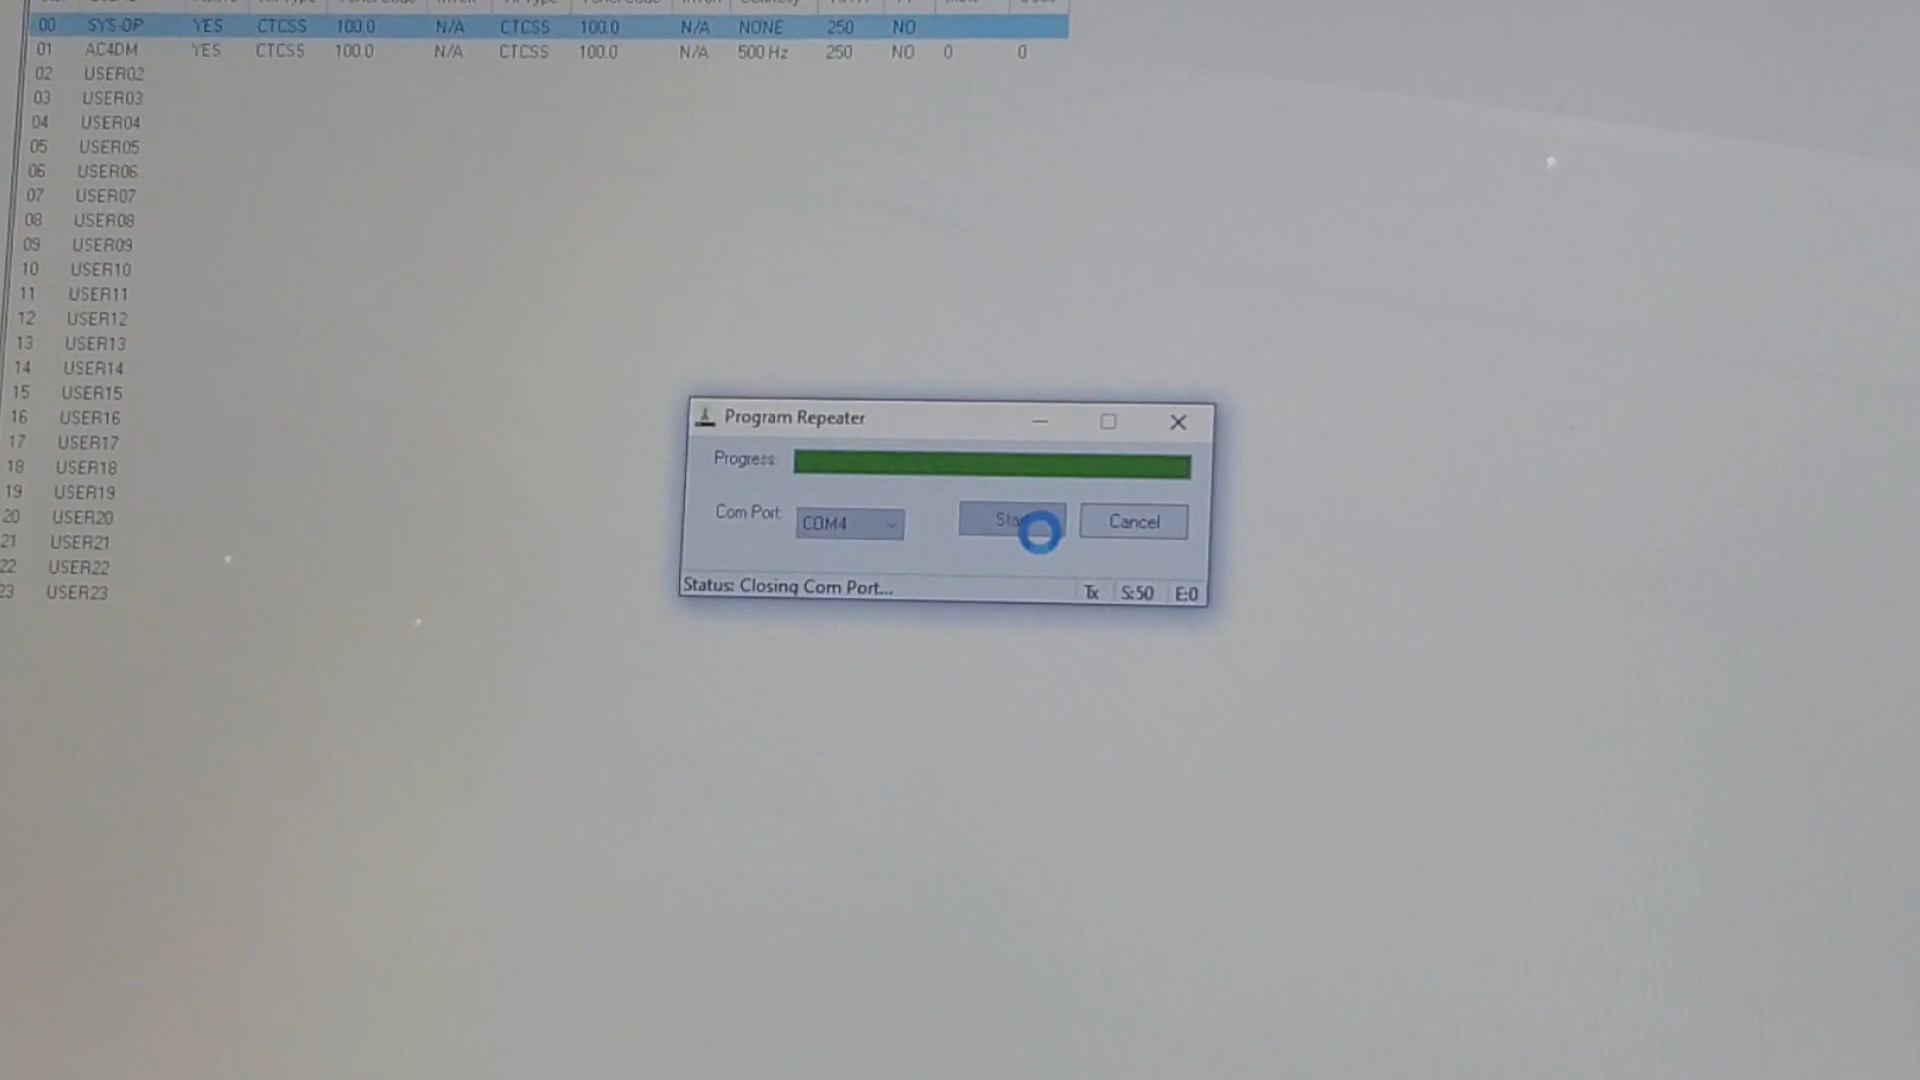 00 SYS-OP YES CTCSS 100.0 N/A CTCSS 100.0 N/A NONE 250 NO
01 AC4DM YES CTCSS 100.0 N/A CTCSS 100.0 N/A 500 Hz 250 NO 0 0
02 USER02
03 USER03
04 USER04
05 USER05
06 USER06
07 USER07
08 USER08
09 USER09
10 USER10
11 USER11
12 USER12
13 USER13
14 USER14
15 USER15
16 USER16
17 USER17
18 USER18
19 USER19
20 USER20
21 USER21
22 USER22
23 USER23
Program Repeater
Progress:
Com Port: COM4 Cancel
Status: Closing Com Port... Tx S:50 E:0